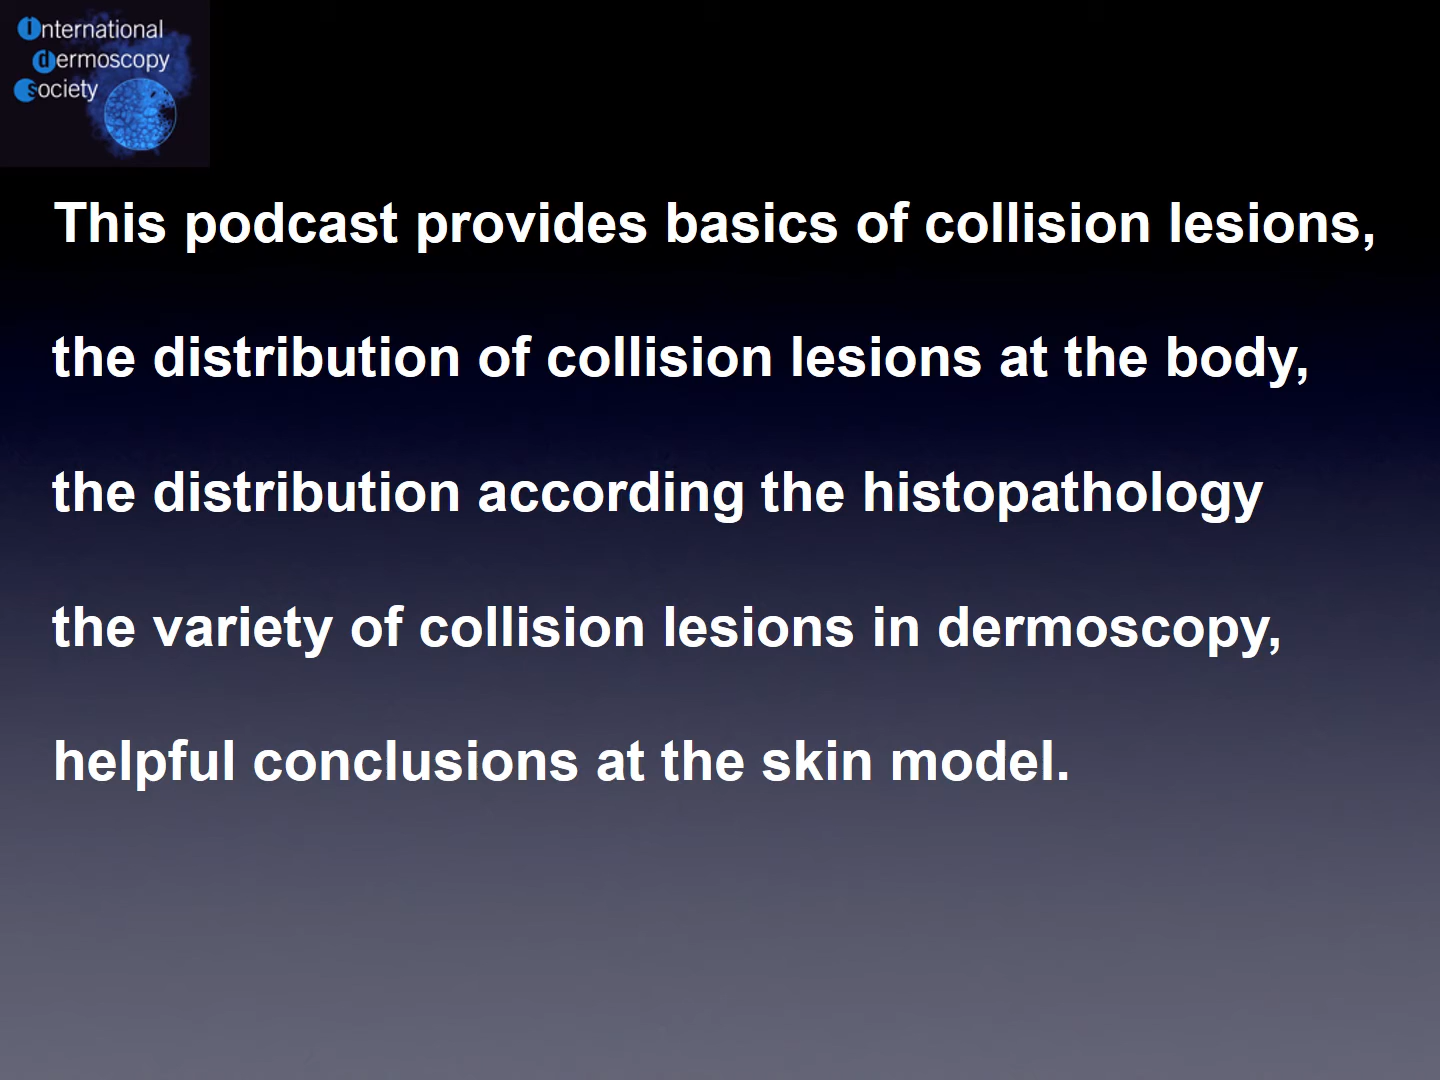 international
dermoscopy
society
This podcast provides basics of collision lesions,
the distribution of collision lesions at the body,
the distribution according the histopathology
the variety of collision lesions in dermoscopy,
helpful conclusions at the skin model.